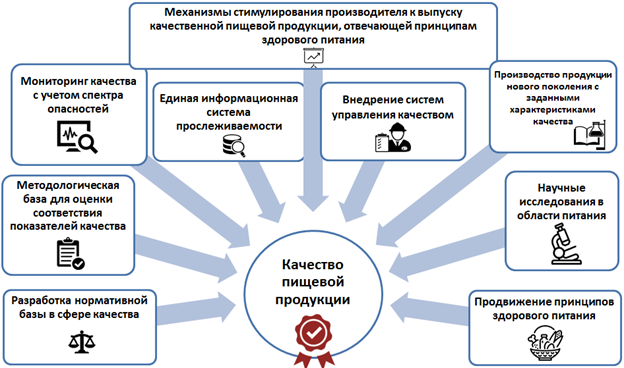 Механизмы стимулирования производителя к выпуску
качественной пищевой продукции, отвечающей принципам
здорового питания
Мониторинг качества
с учетом спектра
опасностей
Единая информационная
система
прослеживаемости
Внедрение систем
управления качеством
Производство продукции
нового поколения с
заданными
характеристиками
качества
Методологическая
база для оценки
соответствия
показателей качества
Научные
исследования в
области питания
Качество
пищевой
продукции
Разработка нормативной
базы в сфере качества
Продвижение принципов
здорового питания